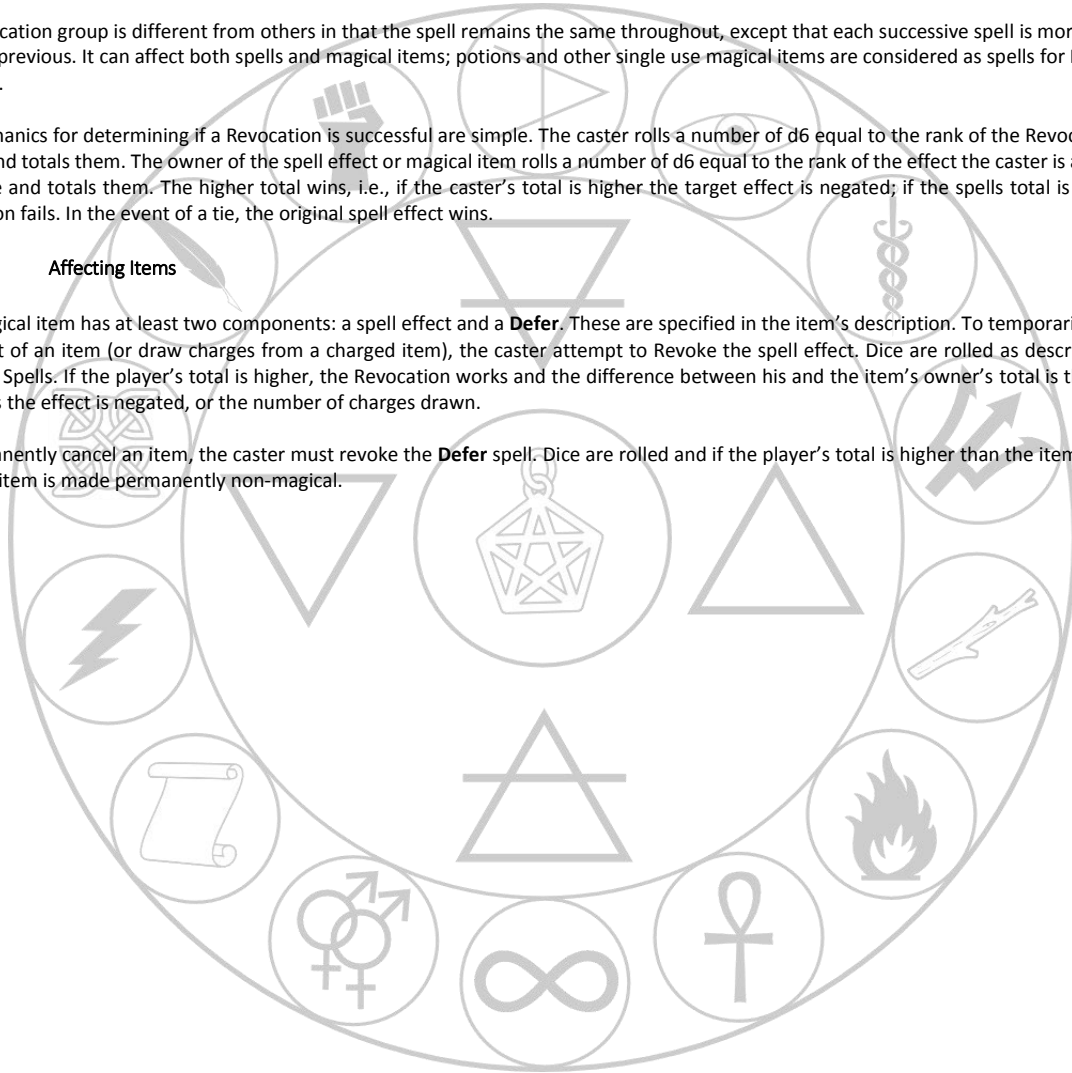 cation group is different from others in that the spell remains the same throughout, except that each successive spell is mor
previous. It can affect both spells and magical items; potions and other single use magical items are considered as spells for
.
hanics for determining if a Revocation is successful are simple. The caster rolls a number of d6 equal to the rank of the Revoc
nd totals them. The owner of the spell effect or magical item rolls a number of d6 equal to the rank of the effect the caster is a
e and totals them. The higher total wins, i.e., if the caster's total is higher the target effect is negated; if the spells total is
on fails. In the event of a tie, the original spell effect wins.
Affecting Items
gical item has at least two components: a spell effect and a Defer. These are specified in the item's description. To temporari
t of an item (or draw charges from a charged item), the caster attempt to Revoke the spell effect. Dice are rolled as descr
Spells. If the player's total is higher, the Revocation works and the difference between his and the item's owner's total is t
s the effect is negated, or the number of charges drawn.
nently cancel an item, the caster must revoke the Defer spell. Dice are rolled and if the player's total is higher than the item
item is made permanently non-magical.